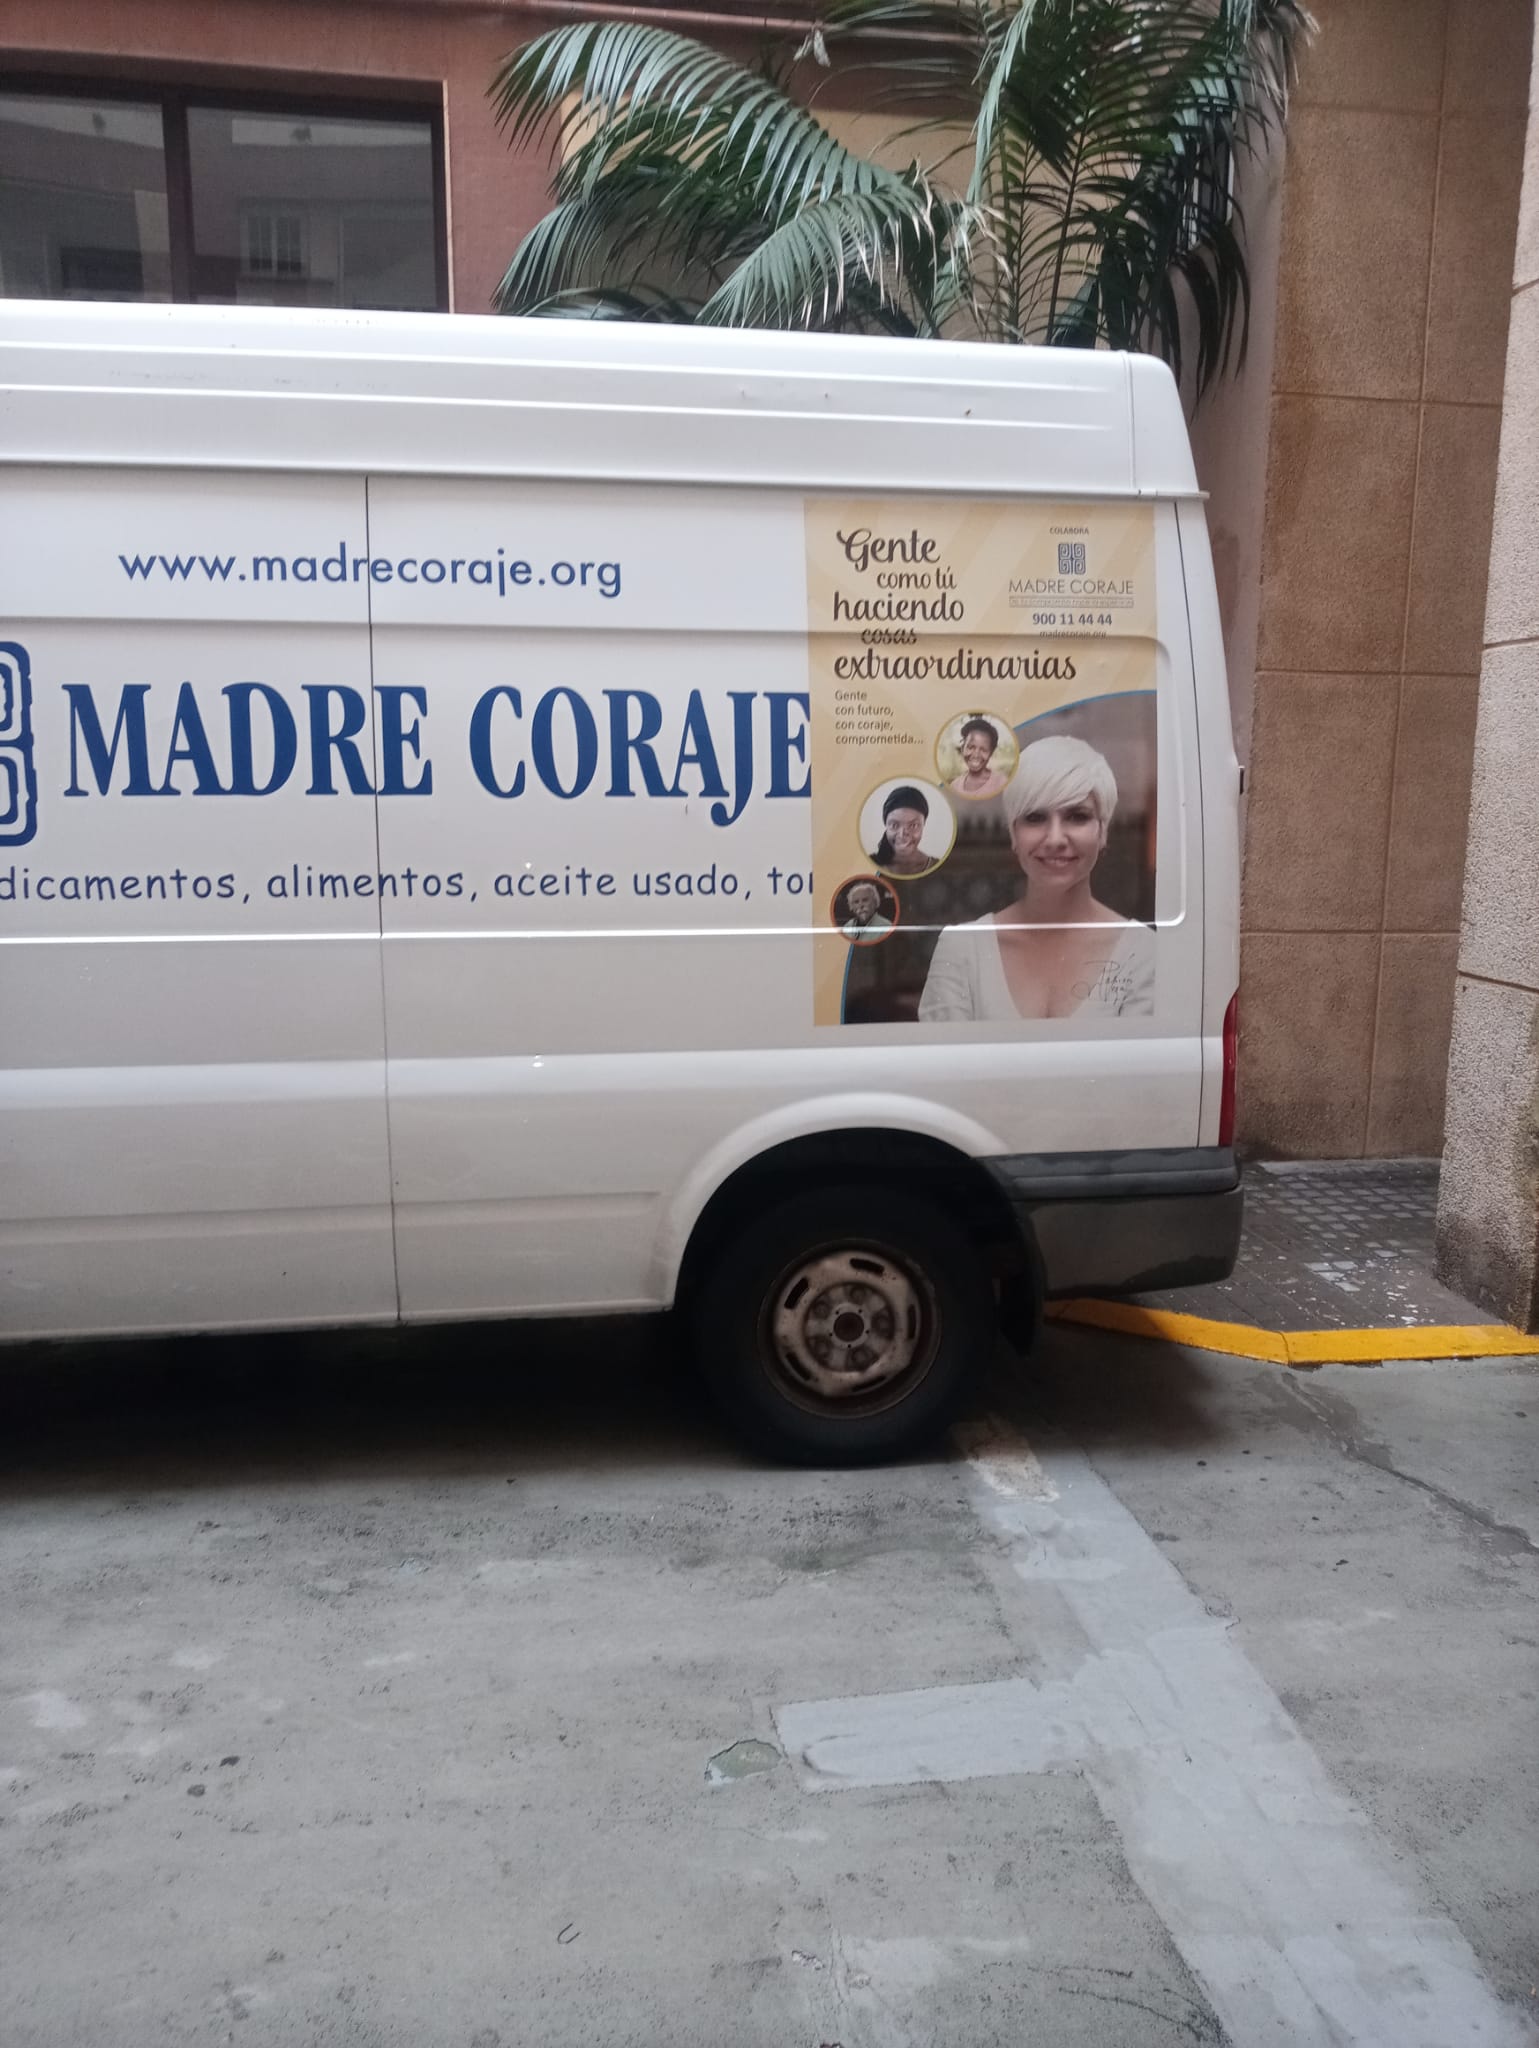 www.madrecoraje.org
MADRE CORAJE
dicamentos, alimentos, aceite usado, to
Gente
como tú
haciendo
cosas
extraordinarias
Gente
con futuro,
con coraje,
comprometida...
COLABORA
MADRE CORAJE
900 11 44 44
madrecoraje.org